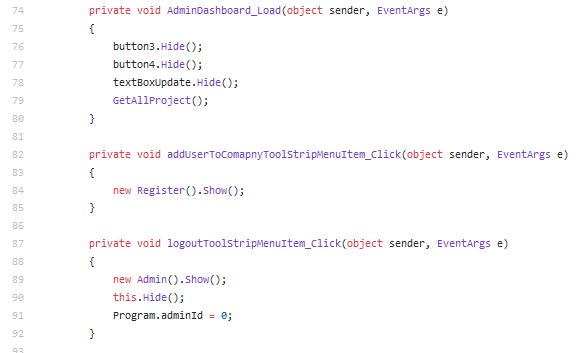 74 private void AdminDashboard_Load(object sender, EventArgs e)
75 {
76 button3.Hide();
77 button4.Hide();
78 textBoxUpdate.Hide();
79 GetAllProject();
80 }
81
82 private void addUserToComapnyToolStripMenuItem_Click(object sender, EventArgs e)
83 {
84 new Register().Show();
85 }
86
87 private void logoutToolStripMenuItem_Click(object sender, EventArgs e)
88 {
89 new Admin().Show();
90 this.Hide();
91 Program.adminId = 0;
92 }
93